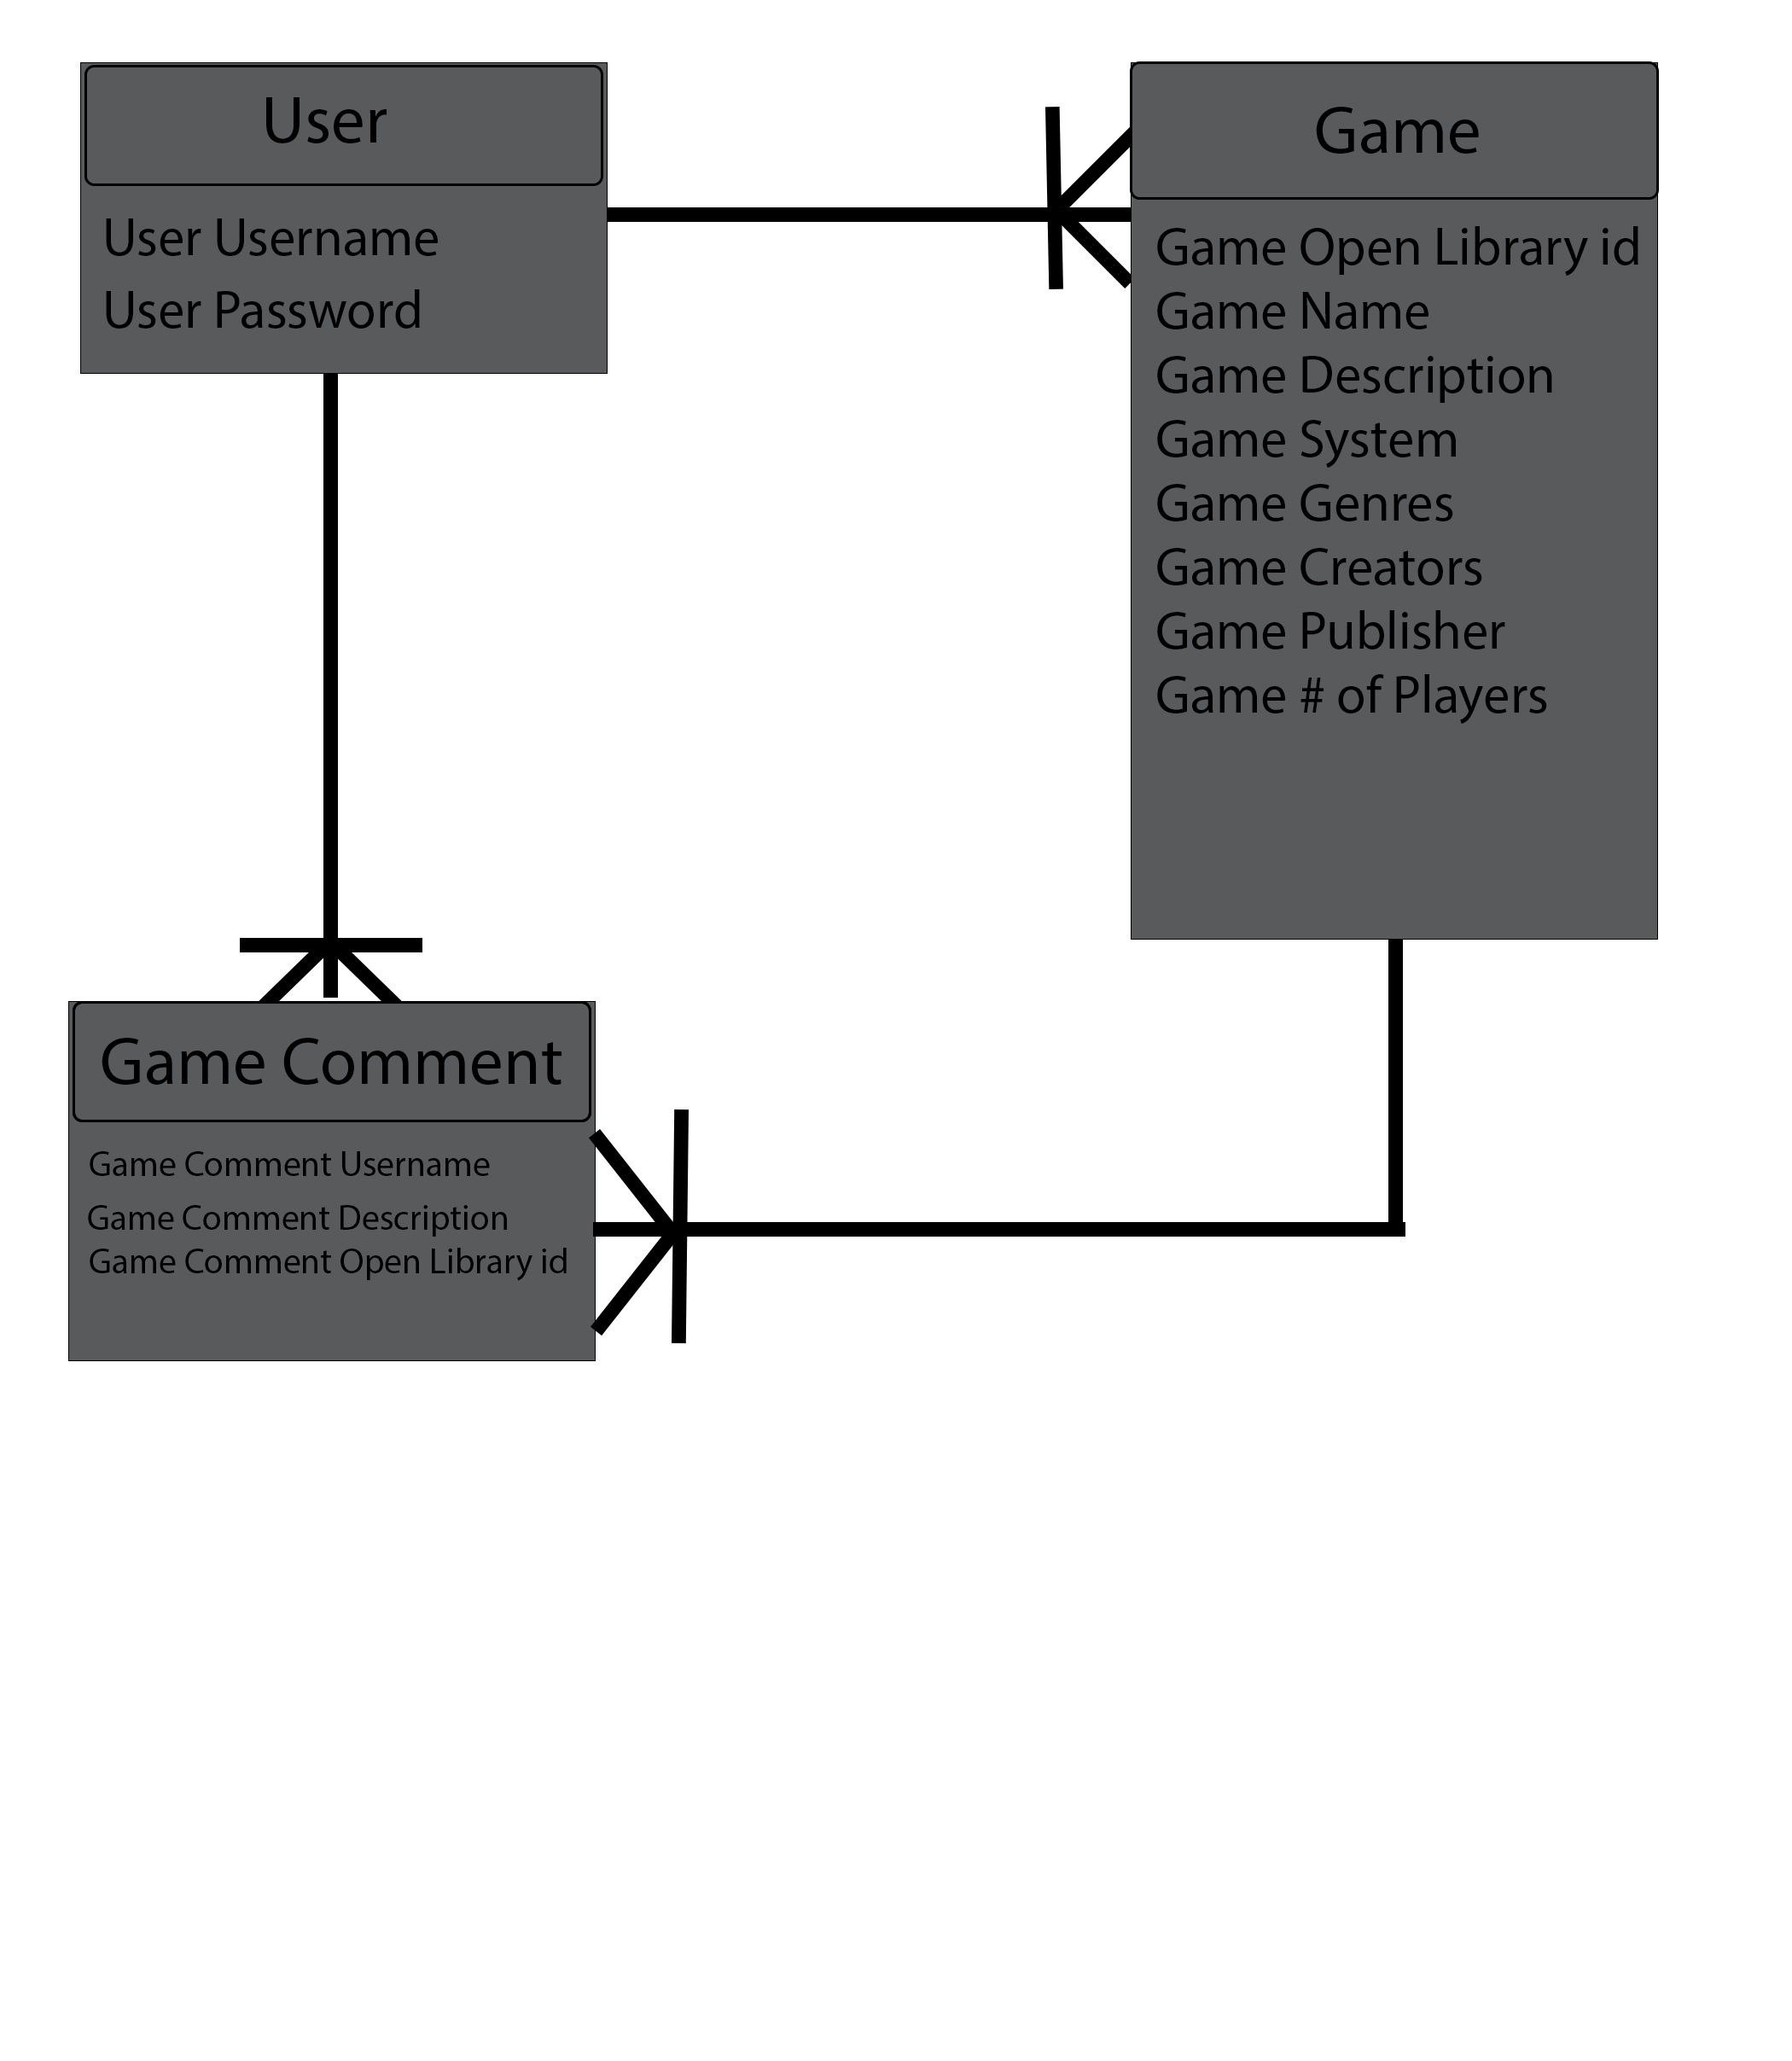 User
User Username
User Password
Game
Game Open Library id
Game Name
Game Description
Game System
Game Genres
Game Creators
Game Publisher
Game # of Players
Game Comment
Game Comment Username
Game Comment Description
Game Comment Open Library id